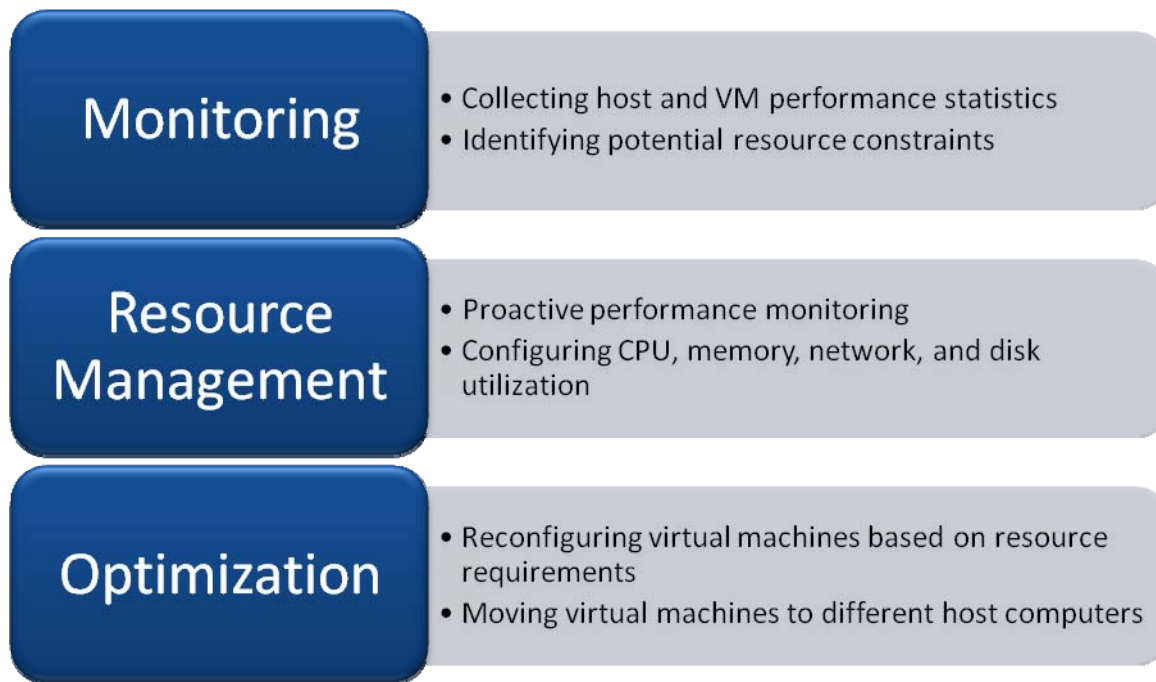 Monitoring
• Collecting host and VM performance statistics
• Identifying potential resource constraints
Resource
Management
• Proactive performance monitoring
• Configuring CPU, memory, network, and disk
utilization
Optimization
• Reconfiguring virtual machines based on resource
requirements
• Moving virtual machines to different host computers